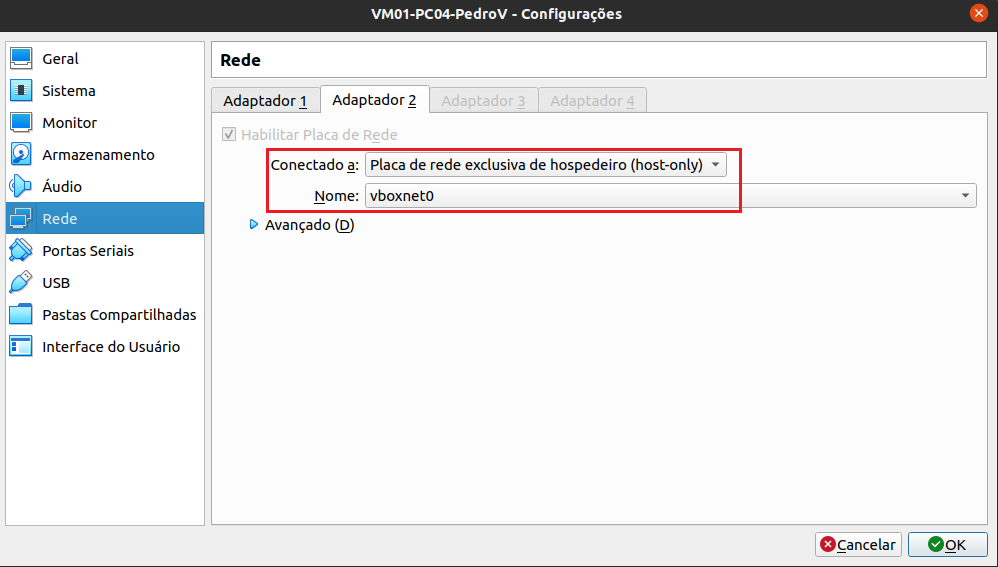 VM01-PC04-PedroV - Configurações
Geral
Sistema
Monitor
Armazenamento
Áudio
Rede
Portas Seriais
USB
Pastas Compartilhadas
Interface do Usuário
Rede
Adaptador 1 Adaptador 2 Adaptador 3 Adaptador 4
Habilitar Placa de Rede
Conectado a: Placa de rede exclusiva de hospedeiro (host-only)
Nome: vboxnet0
Avançado (D)
Cancelar OK